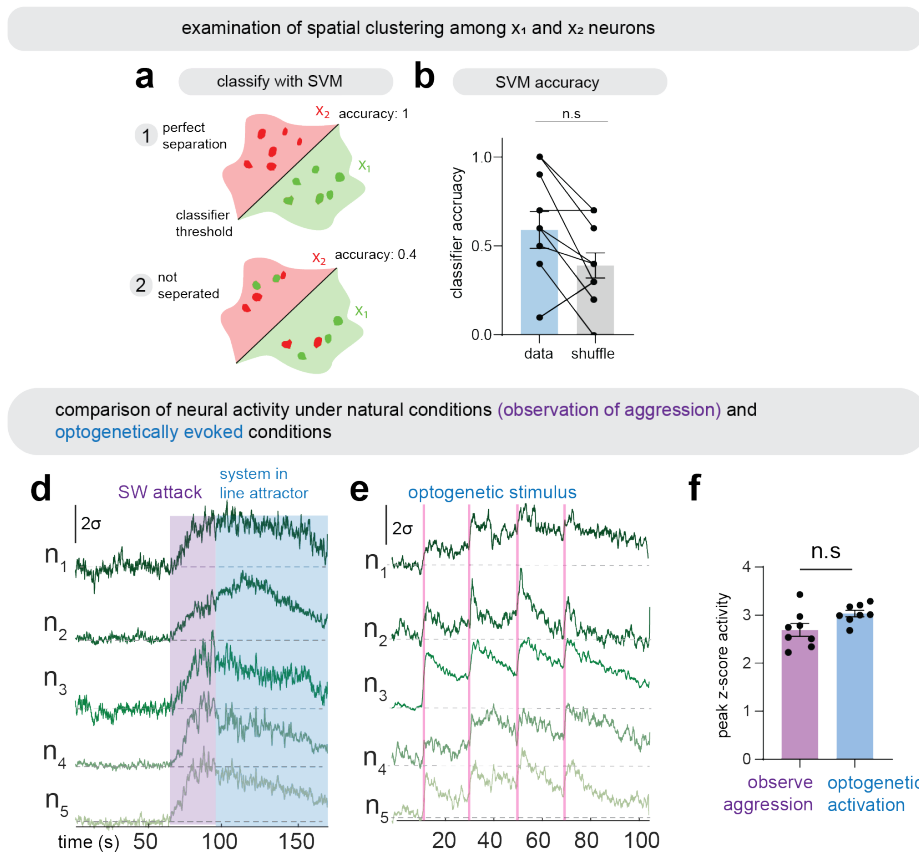 examination of spatial clustering among x₁ and x₂ neurons
a
classify with SVM
b
SVM accuracy
1
perfect
separation
x₂ accuracy: 1
x₁
classifier
threshold
2
not
seperated
x₂ accuracy: 0.4
x₁
n.s
classifier accruacy
1.0
0.5
0.0
data
shuffle
comparison of neural activity under natural conditions (observation of aggression) and
optogenetically evoked conditions
d
SW attack
system in
line attractor
2σ
n₁
n₂
n₃
n₄
n₅
time (s)
50
100
150
e
optogenetic stimulus
2σ
n₁
n₂
n₃
n₄
n₅
20
40
60
80
100
f
n.s
peak z-score activity
4
3
2
1
0
observe
aggression
optogenetic
activation